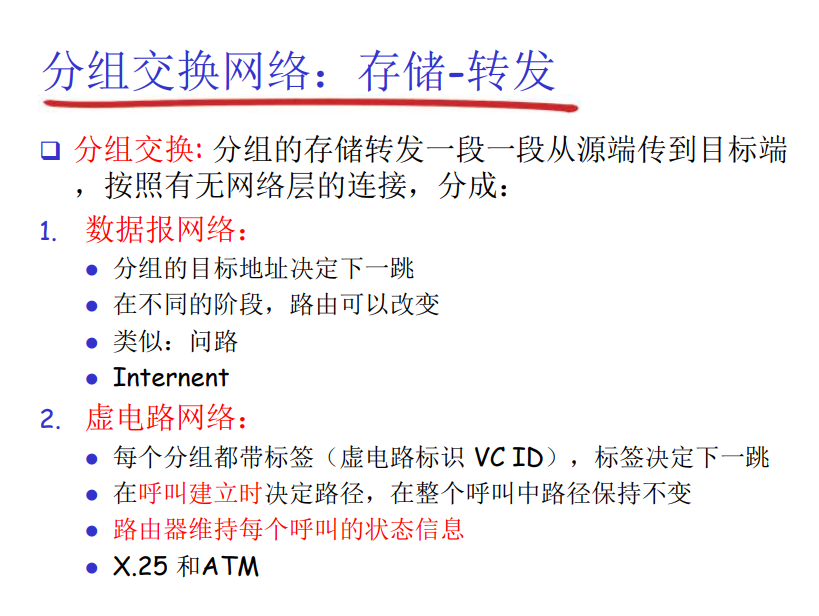 分组交换网络：存储-转发
分组交换: 分组的存储转发一段一段从源端传到目标端
，按照有无网络层的连接，分成：
1. 数据报网络：
分组的目标地址决定下一跳
在不同的阶段，路由可以改变
类似：问路
Internent
2. 虚电路网络：
每个分组都带标签（虚电路标识 VC ID），标签决定下一跳
在呼叫建立时决定路径，在整个呼叫中路径保持不变
路由器维持每个呼叫的状态信息
X.25 和ATM